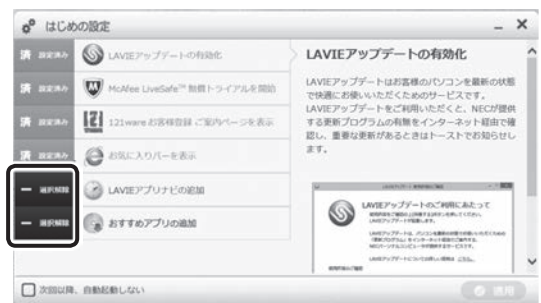 はじめの設定
済 設定済み
LAVIEアップデートの有効化
済 設定済み
McAfee LiveSafe™ 無償トライアルを開始
済 設定済み
121ware お客様登録 ご案内ページを表示
済 設定済み
お気に入りバーを表示
選択解除
LAVIEアプリナビの追加
選択解除
おすすめアプリの追加
LAVIEアップデートの有効化
LAVIEアップデートはお客様のパソコンを最新の状態
で快適にお使いいただくためのサービスです。
LAVIEアップデートをご利用いただくと、NECが提供
する更新プログラムの有無をインターネット経由で確
認し、重要な更新があるときはトーストでお知らせし
ます。
LAVIEアップデートのご利用にあたって
次回以降、自動起動しない
適用